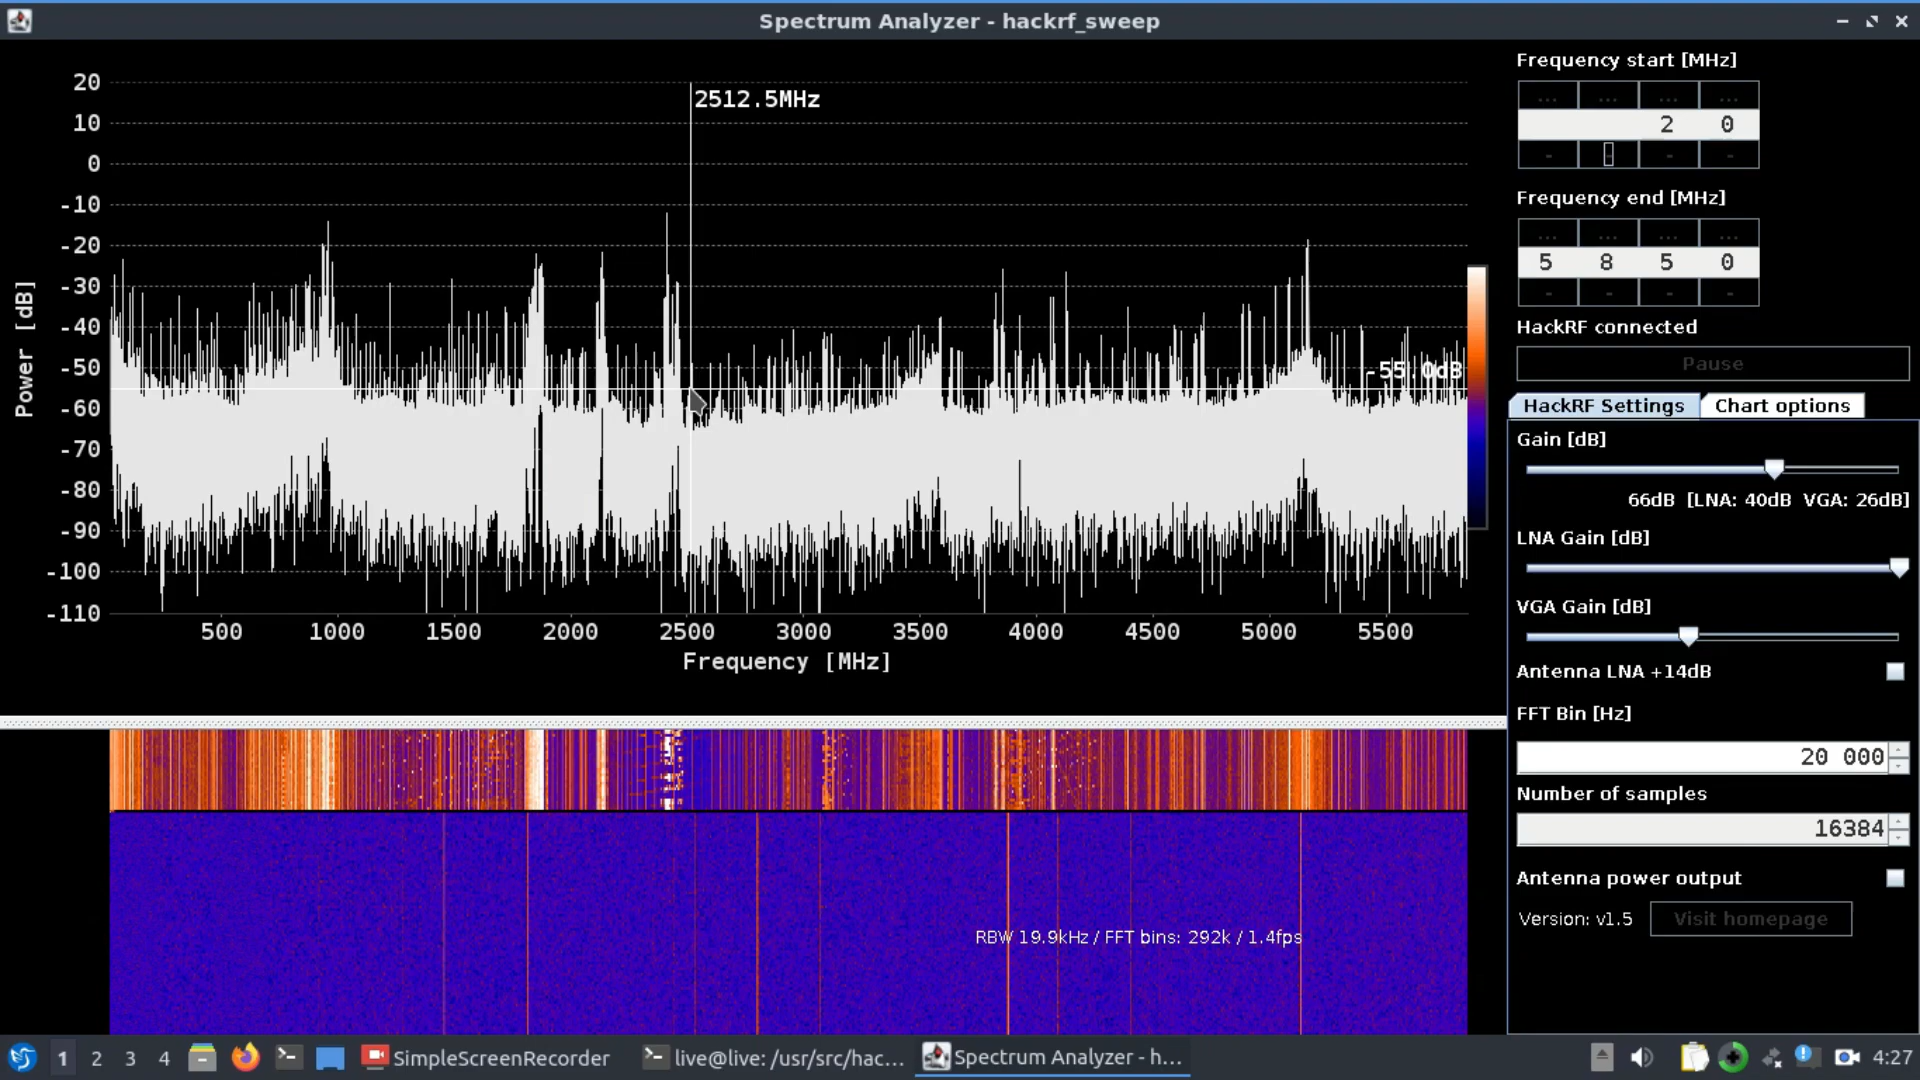 Spectrum Analyzer - hackrf_sweep
20
10
0
-10
-20
-30
-40
-50
-60
-70
-80
-90
-100
-110
Power [dB]
2512.5MHz
-55.0dB
500 1000 1500 2000 2500 3000 3500 4000 4500 5000 5500
Frequency [MHz]
RBW 19.9kHz / FFT bins: 292k / 1.4fps
Frequency start [MHz]
... ... ... ...
2 0
- - - -
Frequency end [MHz]
... ... ... ...
5 8 5 0
- - - -
HackRF connected
Pause
HackRF Settings Chart options
Gain [dB]
66dB [LNA: 40dB VGA: 26dB]
LNA Gain [dB]
VGA Gain [dB]
Antenna LNA +14dB
FFT Bin [Hz]
20 000
Number of samples
16384
Antenna power output
Version: v1.5 Visit homepage
1 2 3 4 SimpleScreenRecorder live@live: /usr/src/hac... Spectrum Analyzer - h... 4:27